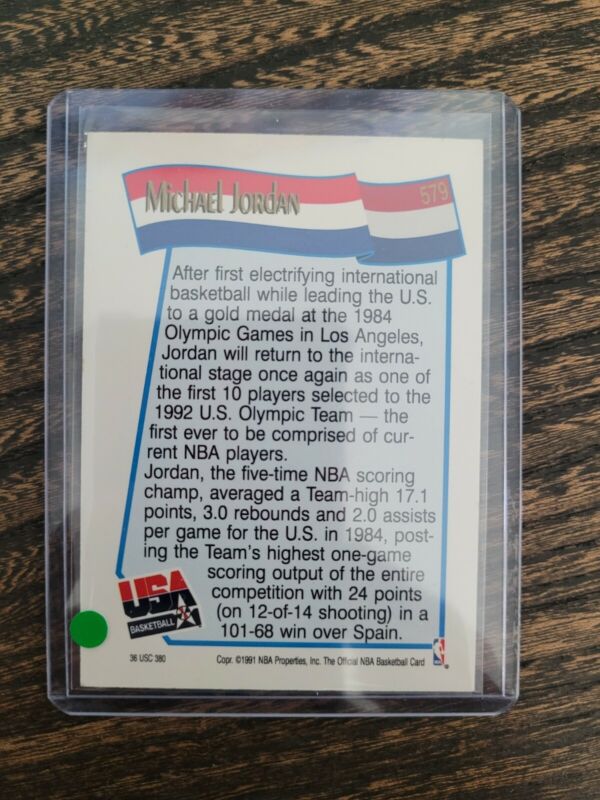 Michael Jordan
579
After first electrifying international
basketball while leading the U.S.
to a gold medal at the 1984
Olympic Games in Los Angeles,
Jordan will return to the interna-
tional stage once again as one of
the first 10 players selected to the
1992 U.S. Olympic Team — the
first ever to be comprised of cur-
rent NBA players.
Jordan, the five-time NBA scoring
champ, averaged a Team-high 17.1
points, 3.0 rebounds and 2.0 assists
per game for the U.S. in 1984, post-
ing the Team's highest one-game
scoring output of the entire
competition with 24 points
(on 12-of-14 shooting) in a
101-68 win over Spain.
USA
BASKETBALL
36 USC 380
Copr. ©1991 NBA Properties, Inc. The Official NBA Basketball Card